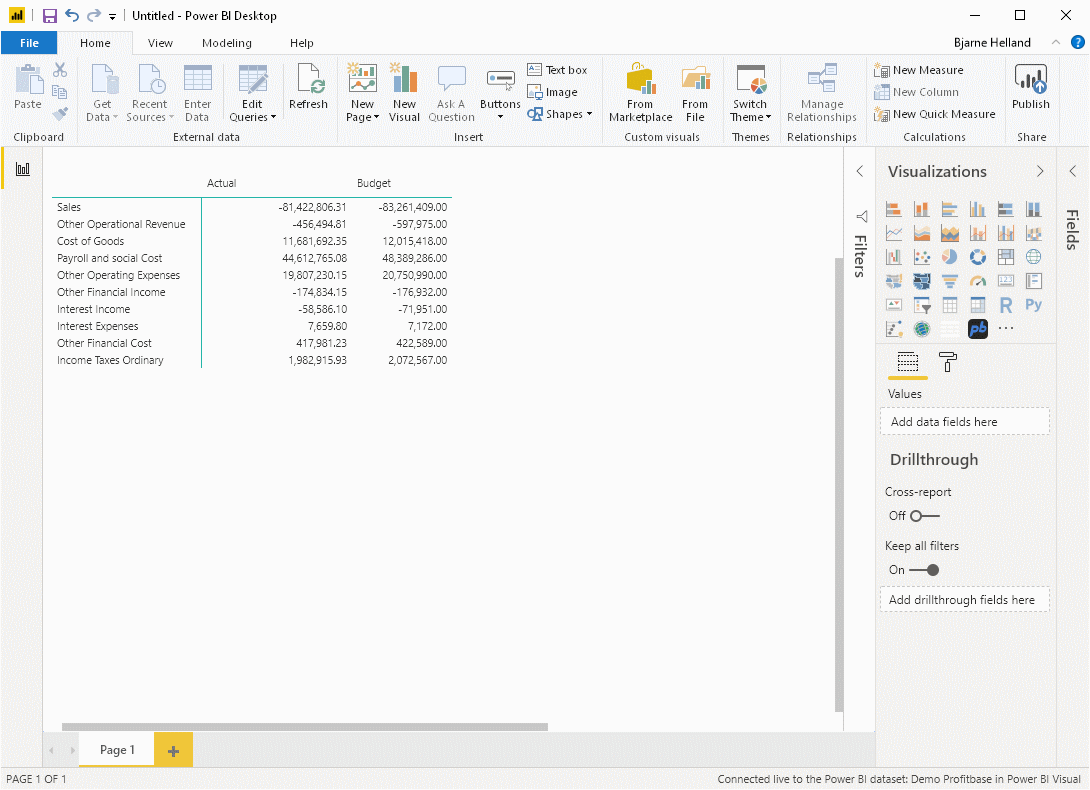 Untitled - Power BI Desktop
File Home View Modeling Help Bjarne Helland ?
Paste Get Data Recent Sources Enter Data Edit Queries Refresh New Page New Visual Ask A Question Buttons Text box Image Shapes From Marketplace From File Switch Theme Manage Relationships New Measure New Column New Quick Measure Publish
Clipboard External data Insert Custom visuals Themes Relationships Calculations Share
Actual Budget
Sales -81,422,806.31 -83,261,409.00
Other Operational Revenue -456,494.81 -597,975.00
Cost of Goods 11,681,692.35 12,015,418.00
Payroll and social Cost 44,612,765.08 48,389,286.00
Other Operating Expenses 19,807,230.15 20,750,990.00
Other Financial Income -174,834.15 -176,932.00
Interest Income -58,586.10 -71,951.00
Interest Expenses 7,659.80 7,172.00
Other Financial Cost 417,981.23 422,589.00
Income Taxes Ordinary 1,982,915.93 2,072,567.00
Filters
Visualizations
123
R Py
pb ...
Values
Add data fields here
Drillthrough
Cross-report
Off
Keep all filters
On
Add drillthrough fields here
Fields
Page 1 +
PAGE 1 OF 1 Connected live to the Power BI dataset: Demo Profitbase in Power BI Visual